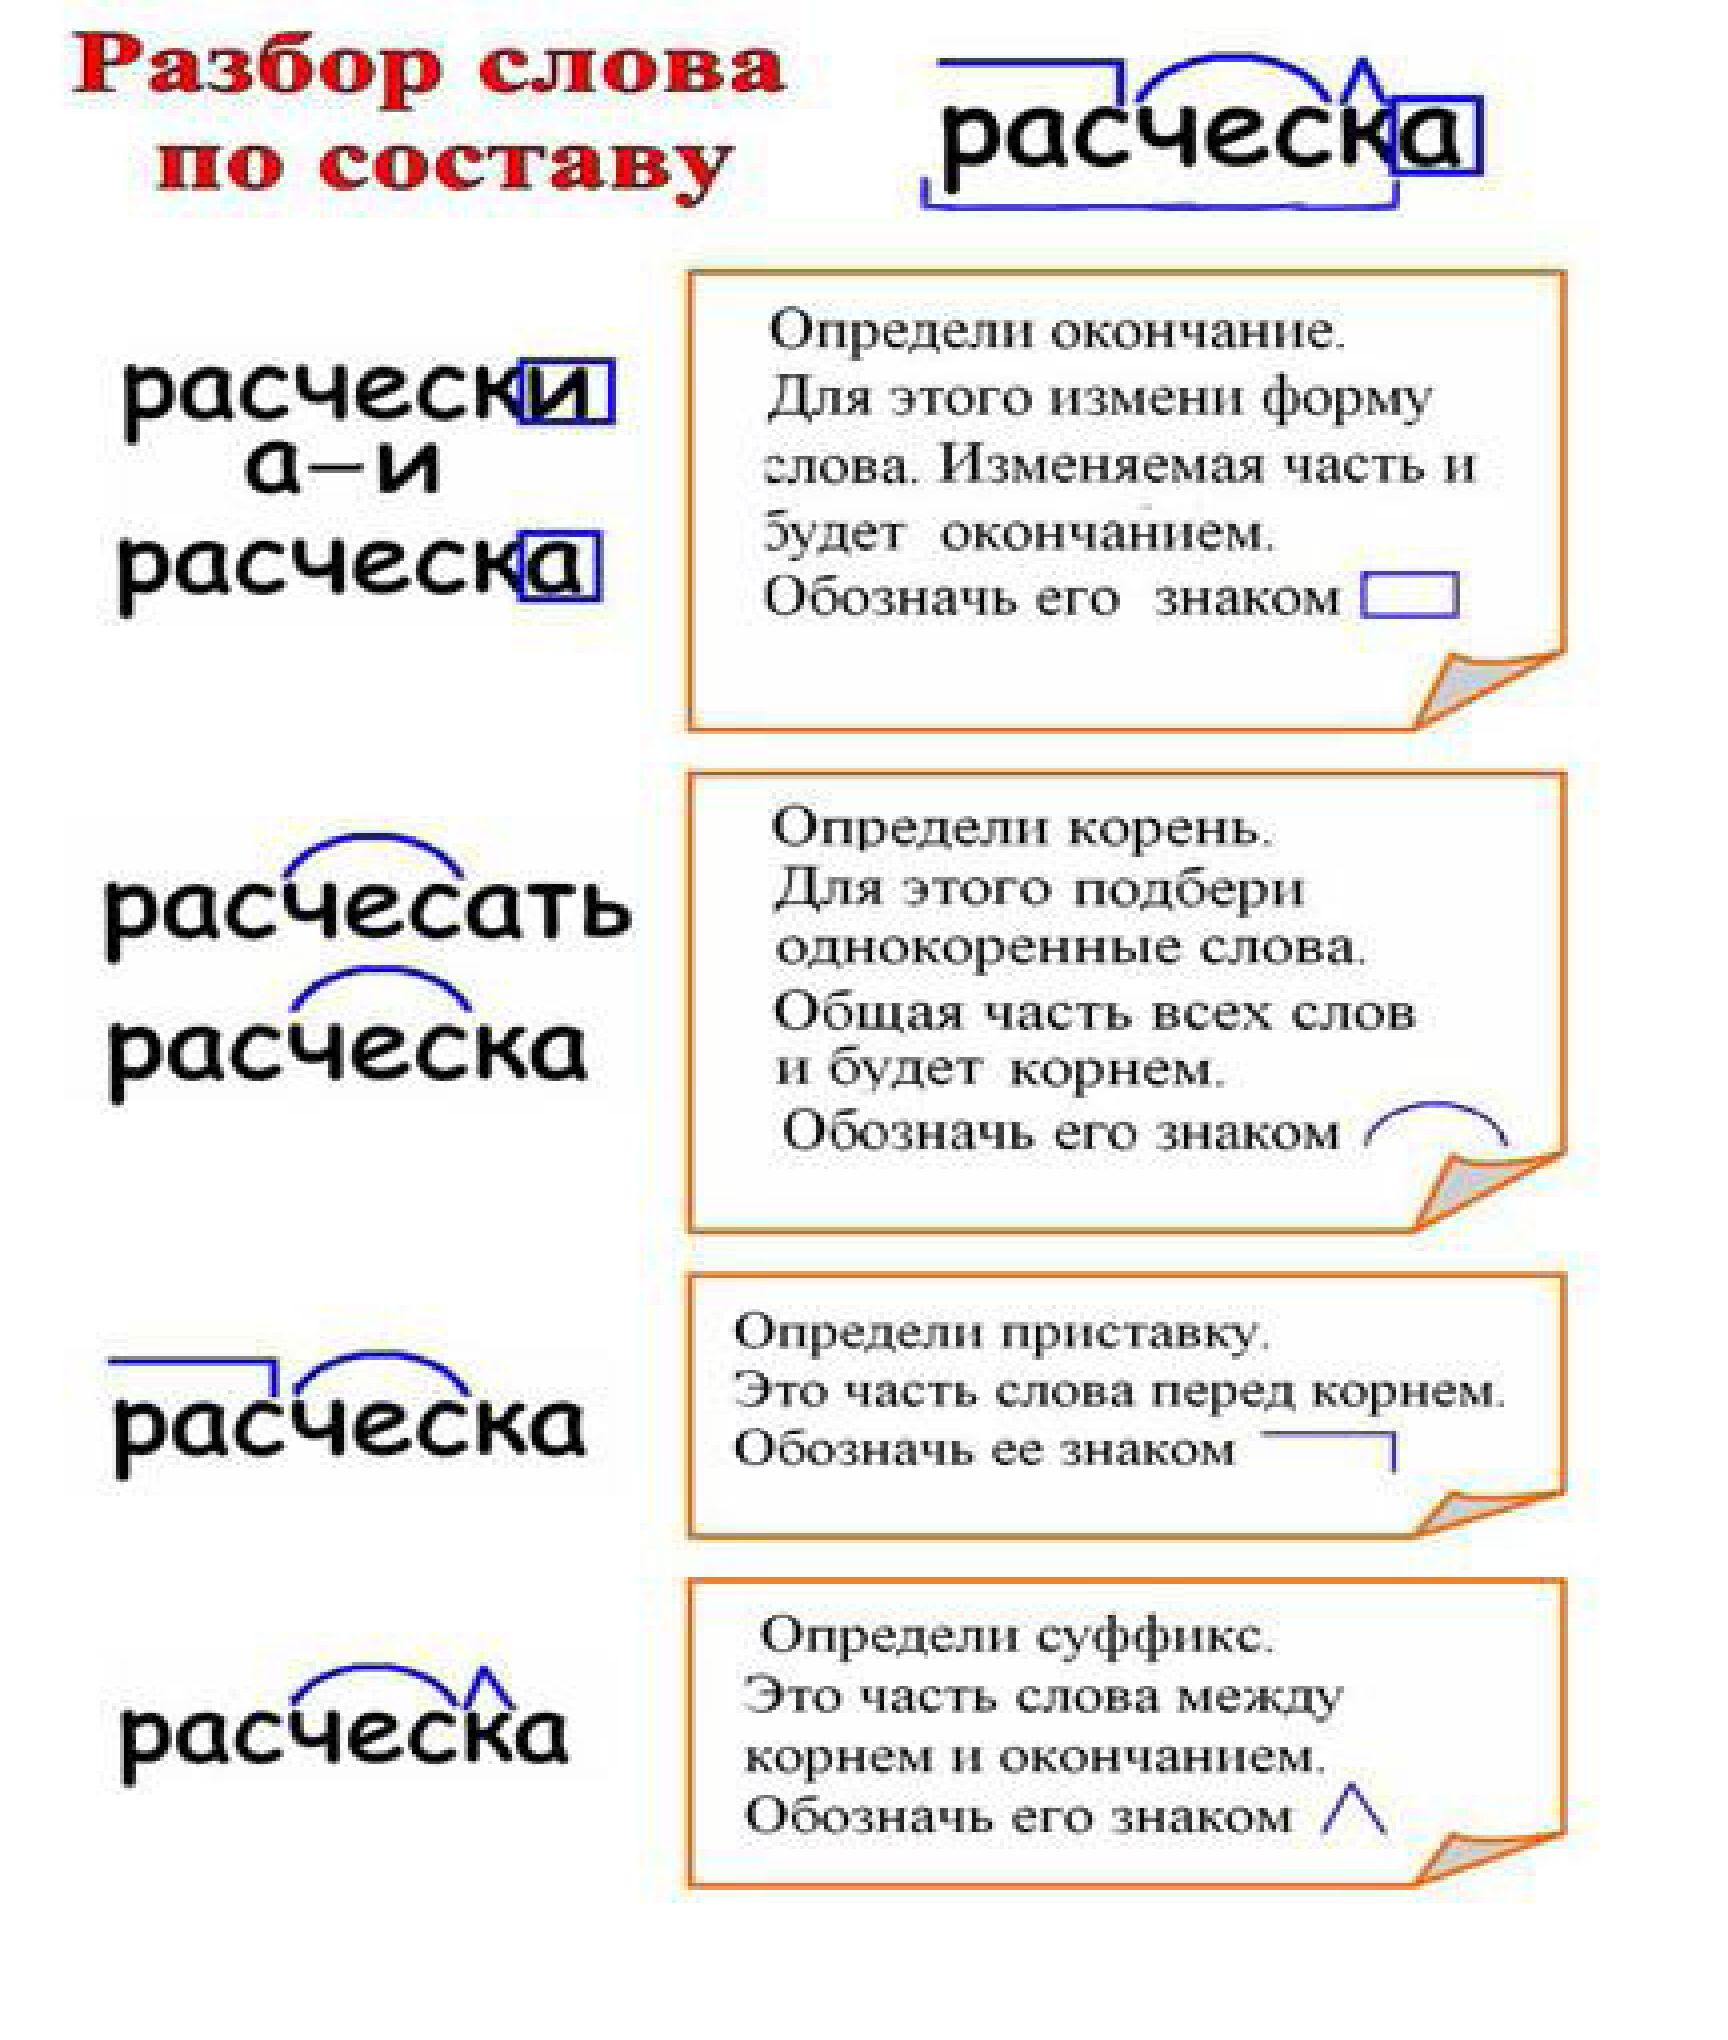 Разбор слова
по составу
расческа
расчески
а–и
расческа
Определи окончание.
Для этого измени форму
слова. Изменяемая часть и
будет окончанием.
Обозначь его знаком
расчесать
расческа
Определи корень.
Для этого подбери
однокоренные слова.
Общая часть всех слов
и будет корнем.
Обозначь его знаком
расческа
Определи приставку.
Это часть слова перед корнем.
Обозначь ее знаком
расческа
Определи суффикс.
Это часть слова между
корнем и окончанием.
Обозначь его знаком